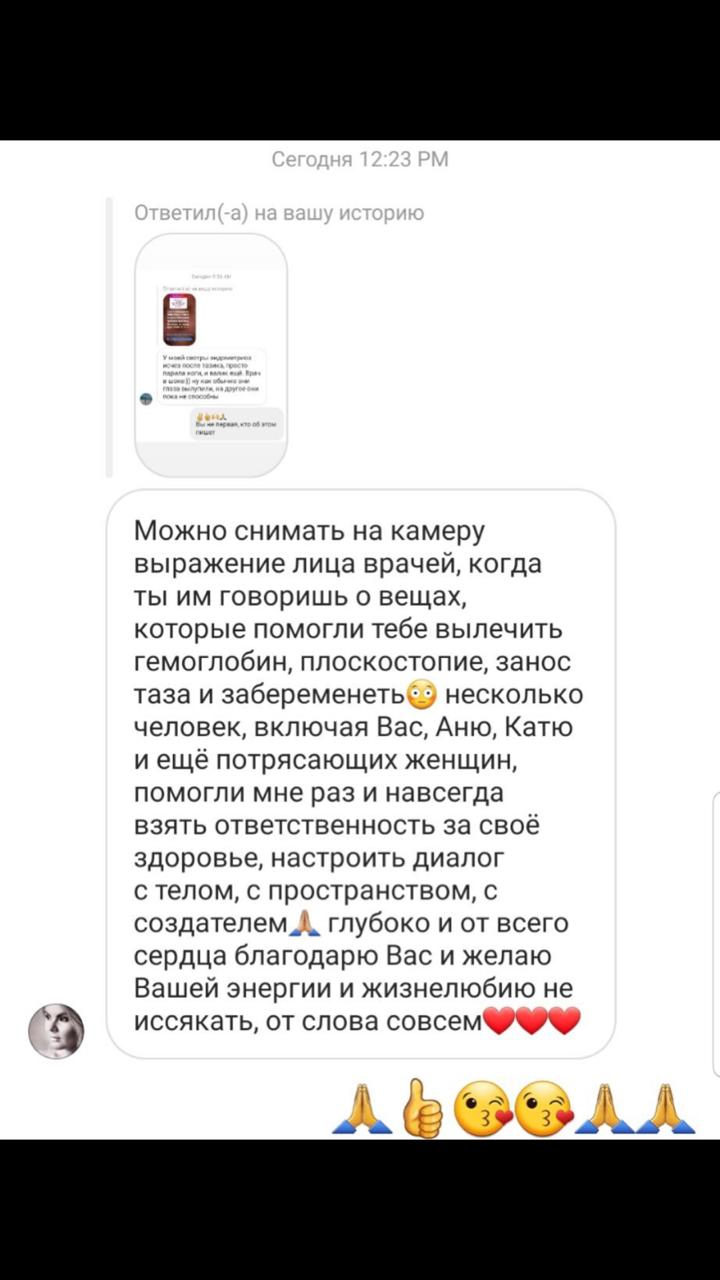 Сегодня 12:23 PM
Ответил(-а) на вашу историю
Сегодня 9:36 AM
Ответил(-а) на вашу историю
У моей сестры эндометриоз
исчез после тазика, просто
парила ноги, и валик ещё. Врач
в шоке)) ну как обычно они
глаза вылупили, на другое они
пока не способны
Вы не первая, кто об этом
пишет
Можно снимать на камеру
выражение лица врачей, когда
ты им говоришь о вещах,
которые помогли тебе вылечить
гемоглобин, плоскостопие, занос
таза и забеременеть😳 несколько
человек, включая Вас, Аню, Катю
и ещё потрясающих женщин,
помогли мне раз и навсегда
взять ответственность за своё
здоровье, настроить диалог
с телом, с пространством, с
создателем🙏🏽 глубоко и от всего
сердца благодарю Вас и желаю
Вашей энергии и жизнелюбию не
иссякать, от слова совсем❤️❤️❤️
🙏👍😘😘🙏🙏